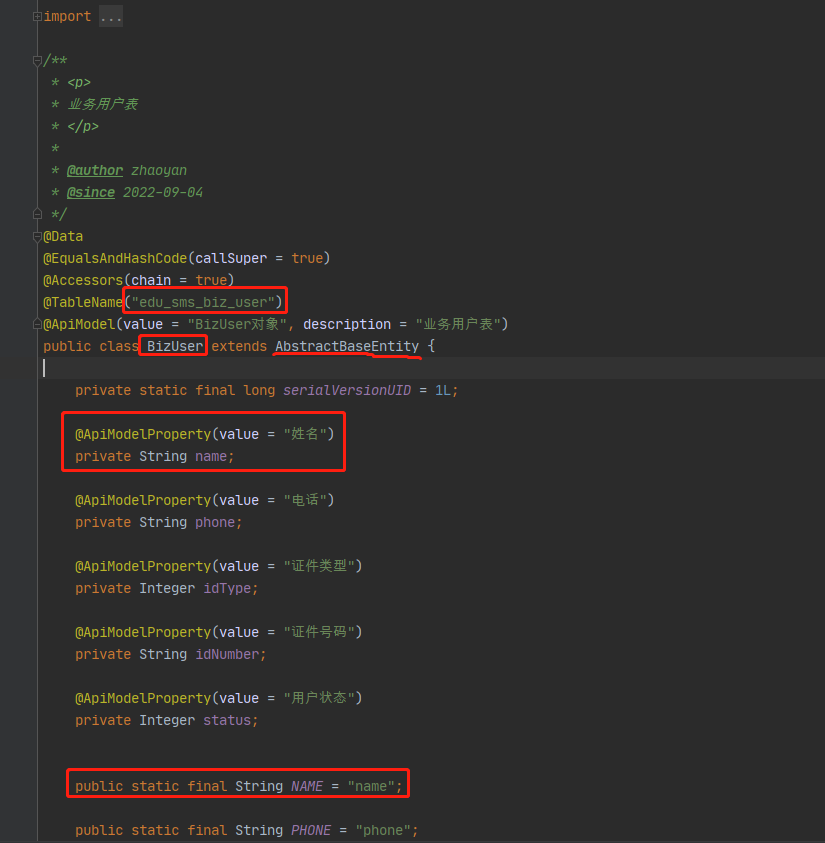 import ...
/**
* <p>
* 业务用户表
* </p>
*
* @author zhaoyan
* @since 2022-09-04
*/
@Data
@EqualsAndHashCode(callSuper = true)
@Accessors(chain = true)
@TableName("edu_sms_biz_user")
@ApiModel(value = "BizUser对象", description = "业务用户表")
public class BizUser extends AbstractBaseEntity {
private static final long serialVersionUID = 1L;
@ApiModelProperty(value = "姓名")
private String name;
@ApiModelProperty(value = "电话")
private String phone;
@ApiModelProperty(value = "证件类型")
private Integer idType;
@ApiModelProperty(value = "证件号码")
private String idNumber;
@ApiModelProperty(value = "用户状态")
private Integer status;
public static final String NAME = "name";
public static final String PHONE = "phone";